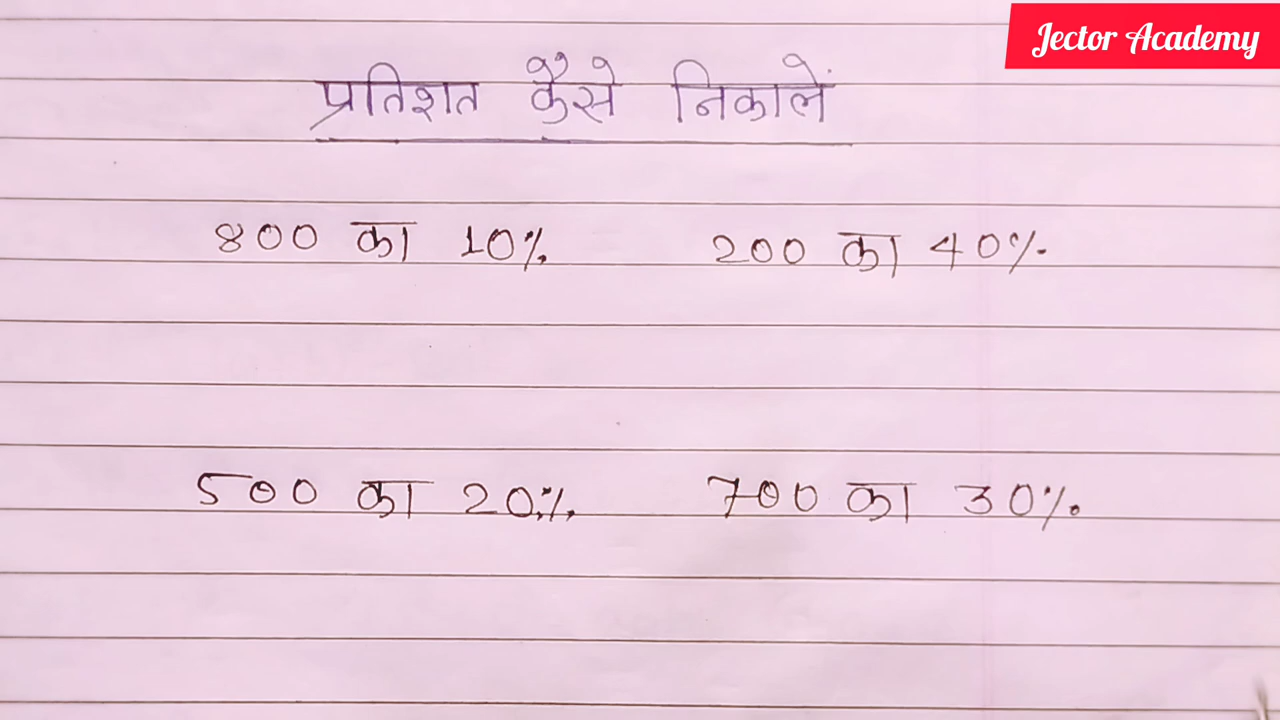 Jector Academy
प्रतिशत कैसे निकालें
800 का 10% 200 का 40%
500 का 20% 700 का 30%